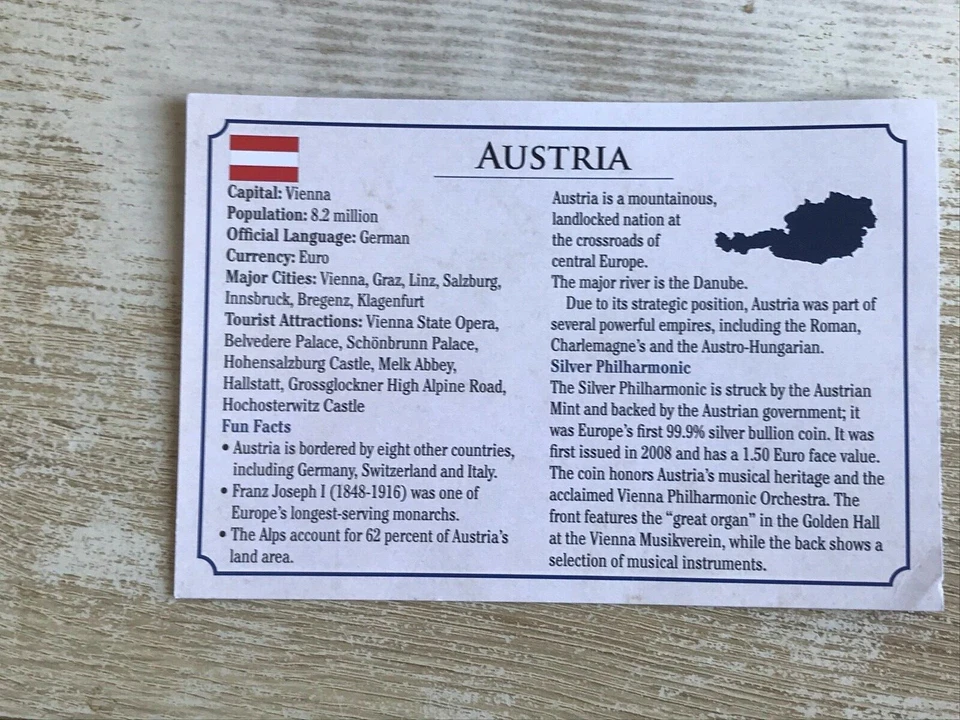 AUSTRIA
Capital: Vienna
Population: 8.2 million
Official Language: German
Currency: Euro
Major Cities: Vienna, Graz, Linz, Salzburg,
Innsbruck, Bregenz, Klagenfurt
Tourist Attractions: Vienna State Opera,
Belvedere Palace, Schönbrunn Palace,
Hohensalzburg Castle, Melk Abbey,
Hallstatt, Grossglockner High Alpine Road,
Hochosterwitz Castle
Fun Facts
• Austria is bordered by eight other countries,
including Germany, Switzerland and Italy.
• Franz Joseph I (1848-1916) was one of
Europe's longest-serving monarchs.
• The Alps account for 62 percent of Austria's
land area.
Austria is a mountainous,
landlocked nation at
the crossroads of
central Europe.
The major river is the Danube.
Due to its strategic position, Austria was part of
several powerful empires, including the Roman,
Charlemagne's and the Austro-Hungarian.
Silver Philharmonic
The Silver Philharmonic is struck by the Austrian
Mint and backed by the Austrian government; it
was Europe's first 99.9% silver bullion coin. It was
first issued in 2008 and has a 1.50 Euro face value.
The coin honors Austria's musical heritage and the
acclaimed Vienna Philharmonic Orchestra. The
front features the "great organ" in the Golden Hall
at the Vienna Musikverein, while the back shows a
selection of musical instruments.